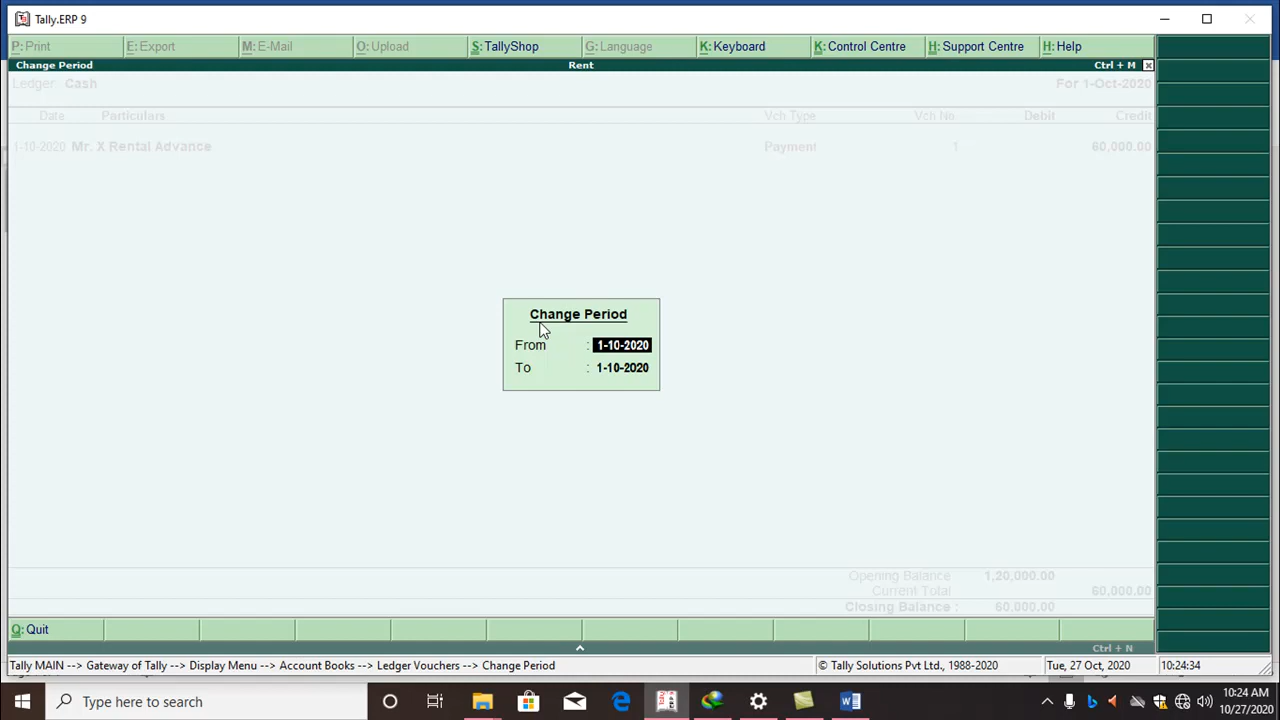 Tally.ERP 9
P: Print E: Export M: E-Mail O: Upload S: TallyShop G: Language K: Keyboard K: Control Centre H: Support Centre H: Help
Change Period Rent Ctrl + M
Ledger: Cash For 1-Oct-2020
Date Particulars Vch Type Vch No. Debit Credit
1-10-2020 Mr. X Rental Advance Payment 1 60,000.00
Change Period
From : 1-10-2020
To : 1-10-2020
Opening Balance 1,20,000.00
Current Total 60,000.00
Closing Balance : 60,000.00
Q: Quit
Ctrl + N
Tally MAIN --> Gateway of Tally --> Display Menu --> Account Books --> Ledger Vouchers --> Change Period © Tally Solutions Pvt Ltd., 1988-2020 Tue, 27 Oct, 2020 10:24:34
Type here to search
10:24 AM
10/27/2020